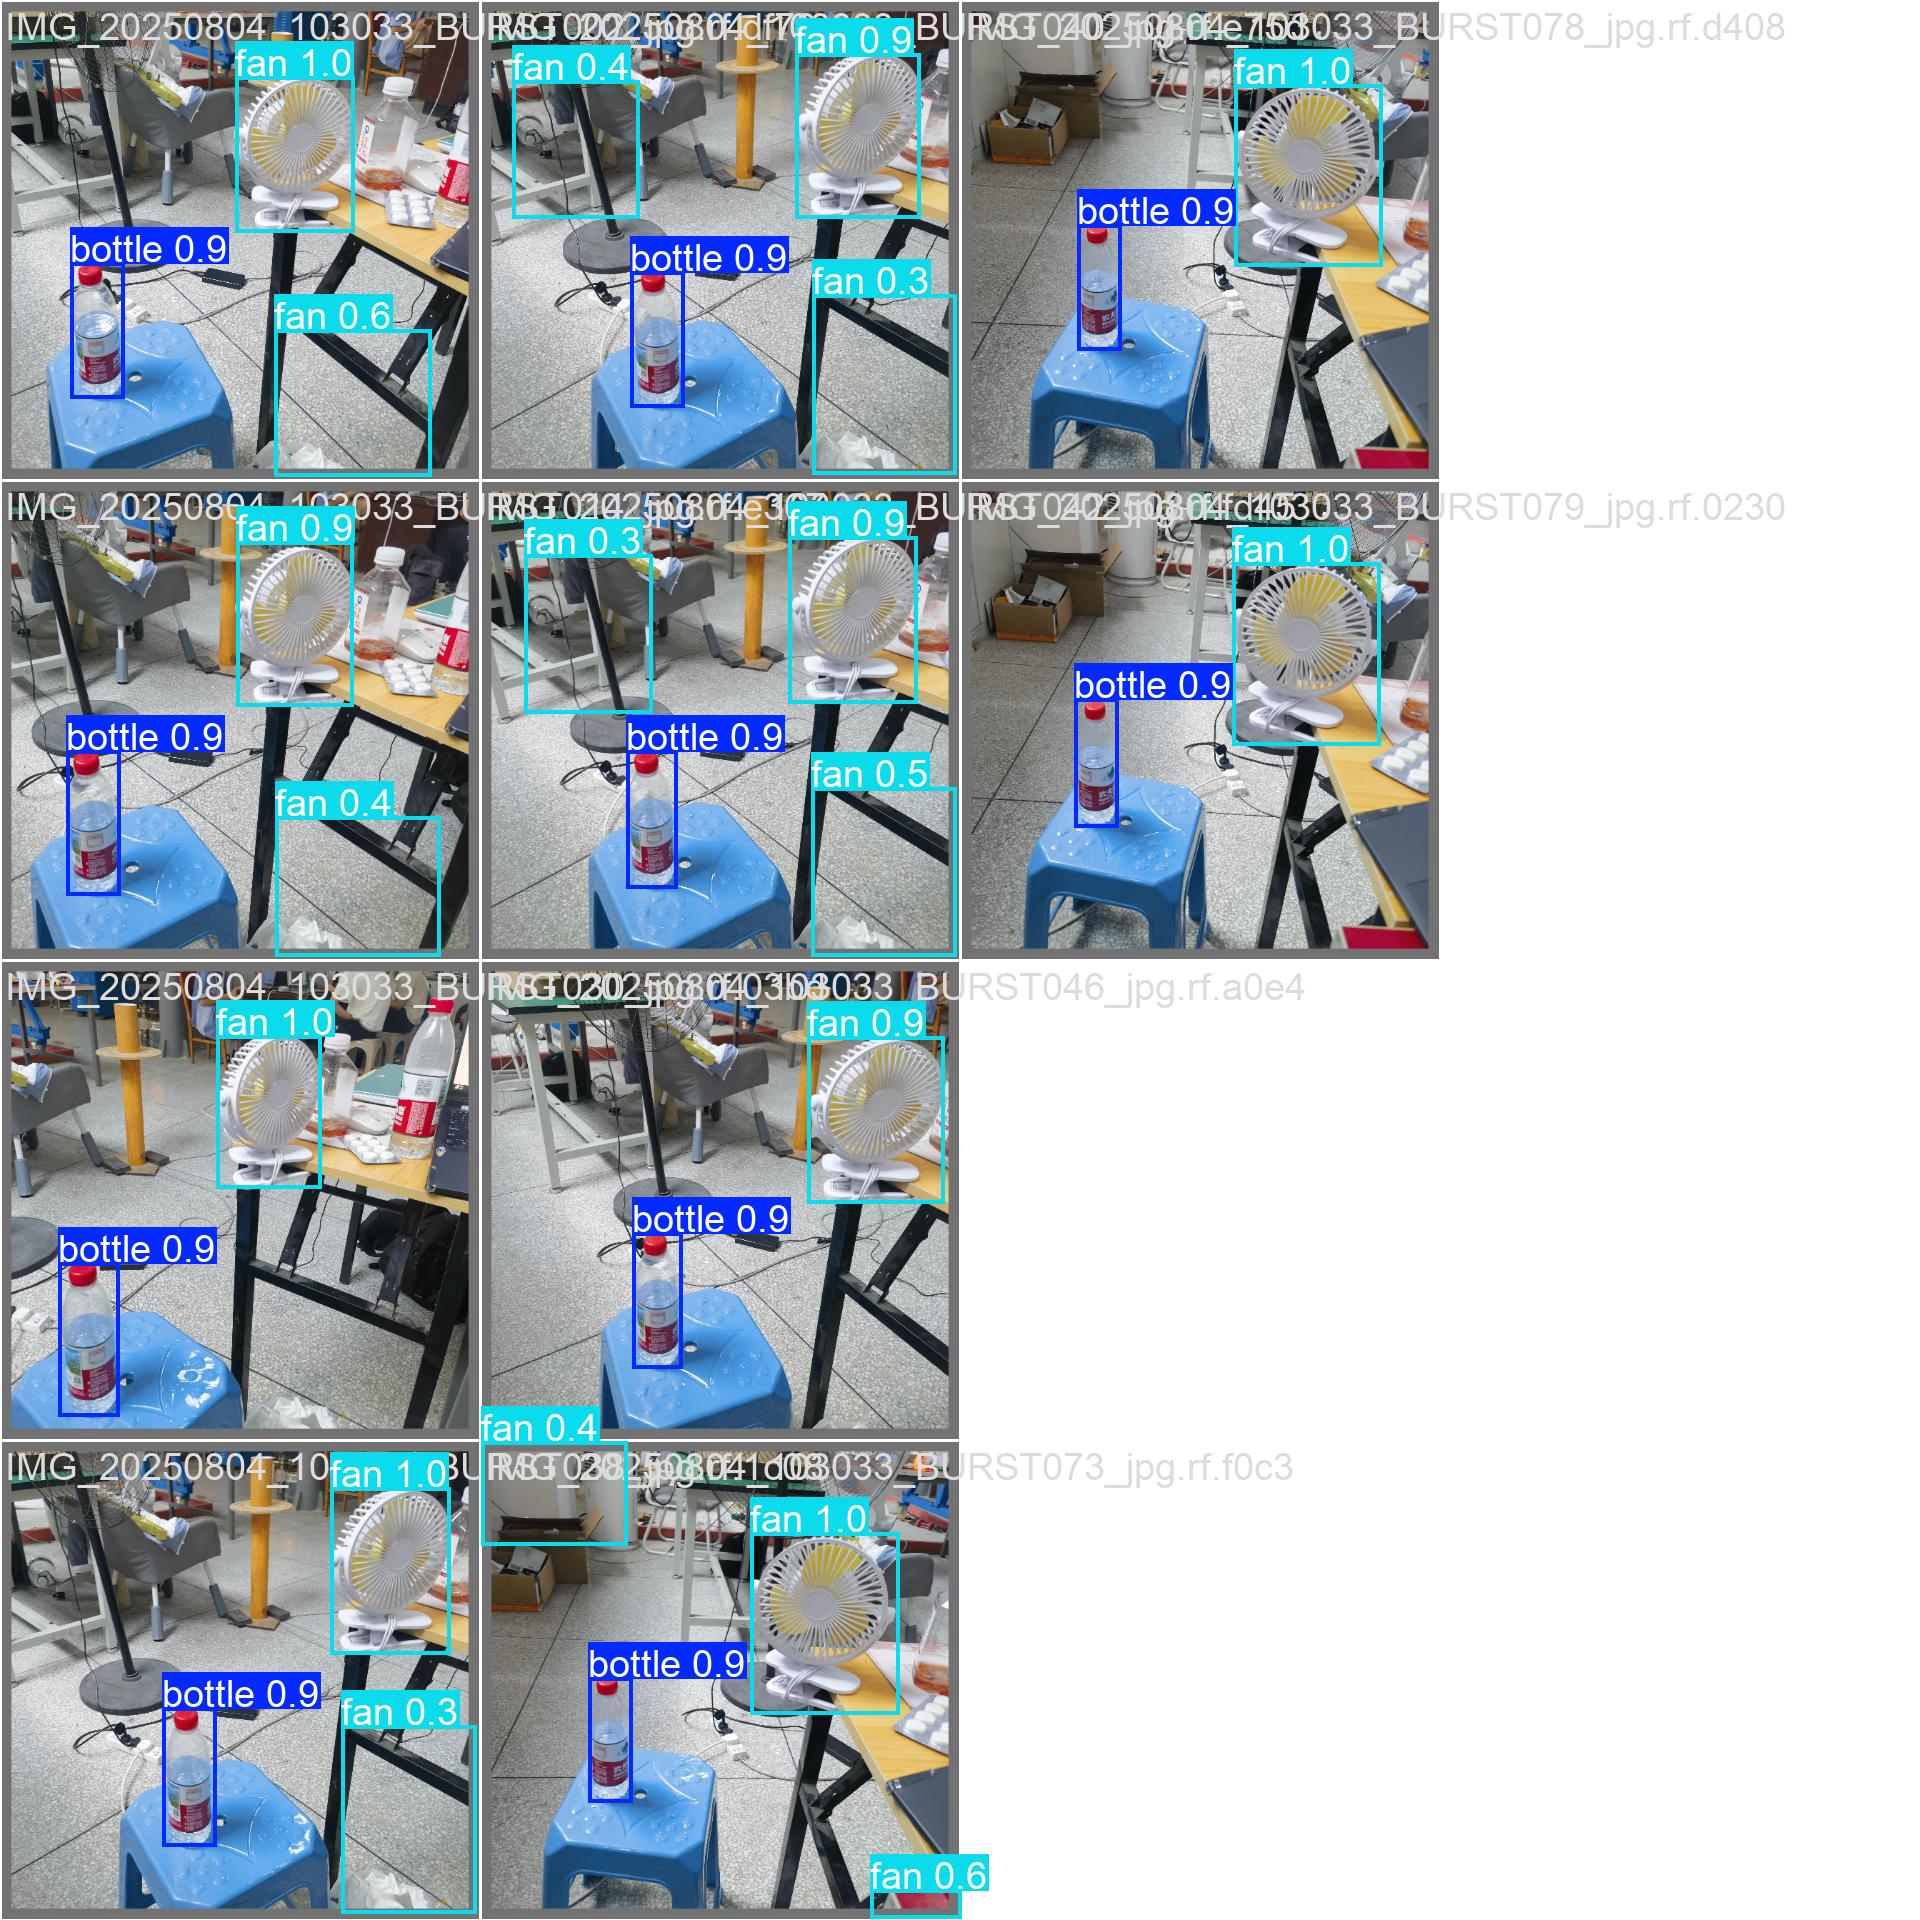 IMG_20250804_103033_BU
BURST078_jpg.rf.d408
fan 1.0
fan 0.4
fan 0.9
fan 1.0
bottle 0.9
bottle 0.9
bottle 0.9
fan 0.6
fan 0.3
IMG_20250804_103033_BU
BURST079_jpg.rf.0230
fan 0.9
fan 0.3
fan 0.9
fan 1.0
bottle 0.9
bottle 0.9
bottle 0.9
fan 0.4
fan 0.5
IMG_20250804_103033_BU
BURST046_jpg.rf.a0e4
fan 1.0
fan 0.9
bottle 0.9
bottle 0.9
fan 0.4
IMG_20250804_10
BURST073_jpg.rf.f0c3
fan 1.0
fan 1.0
bottle 0.9
bottle 0.9
fan 0.3
fan 0.6